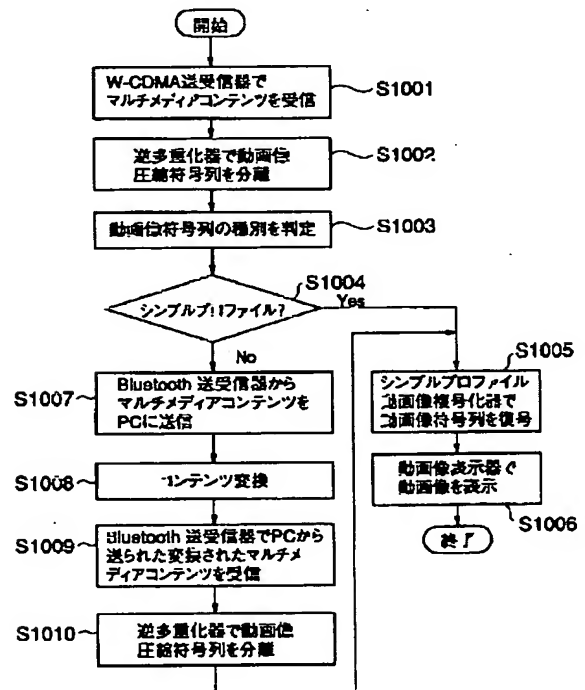 開始
W-CDMA送受信器で
マルチメディアコンテンツを受信
S1001
逆多重化器で動画像
圧縮符号列を分離
S1002
動画像符号列の種別を判定
S1003
S1004
シンプルプロファイル?
Yes
No
S1005
シンプルプロファイル
動画像復号化器で
動画像符号列を復号
動画像表示器で
動画像を表示
S1006
終了
S1007
Bluetooth 送受信器から
マルチメディアコンテンツを
PCに送信
S1008
コンテンツ変換
S1009
Bluetooth 送受信器でPCから
送られた変換されたマルチメ
ディアコンテンツを受信
S1010
逆多重化器で動画像
圧縮符号列を分離